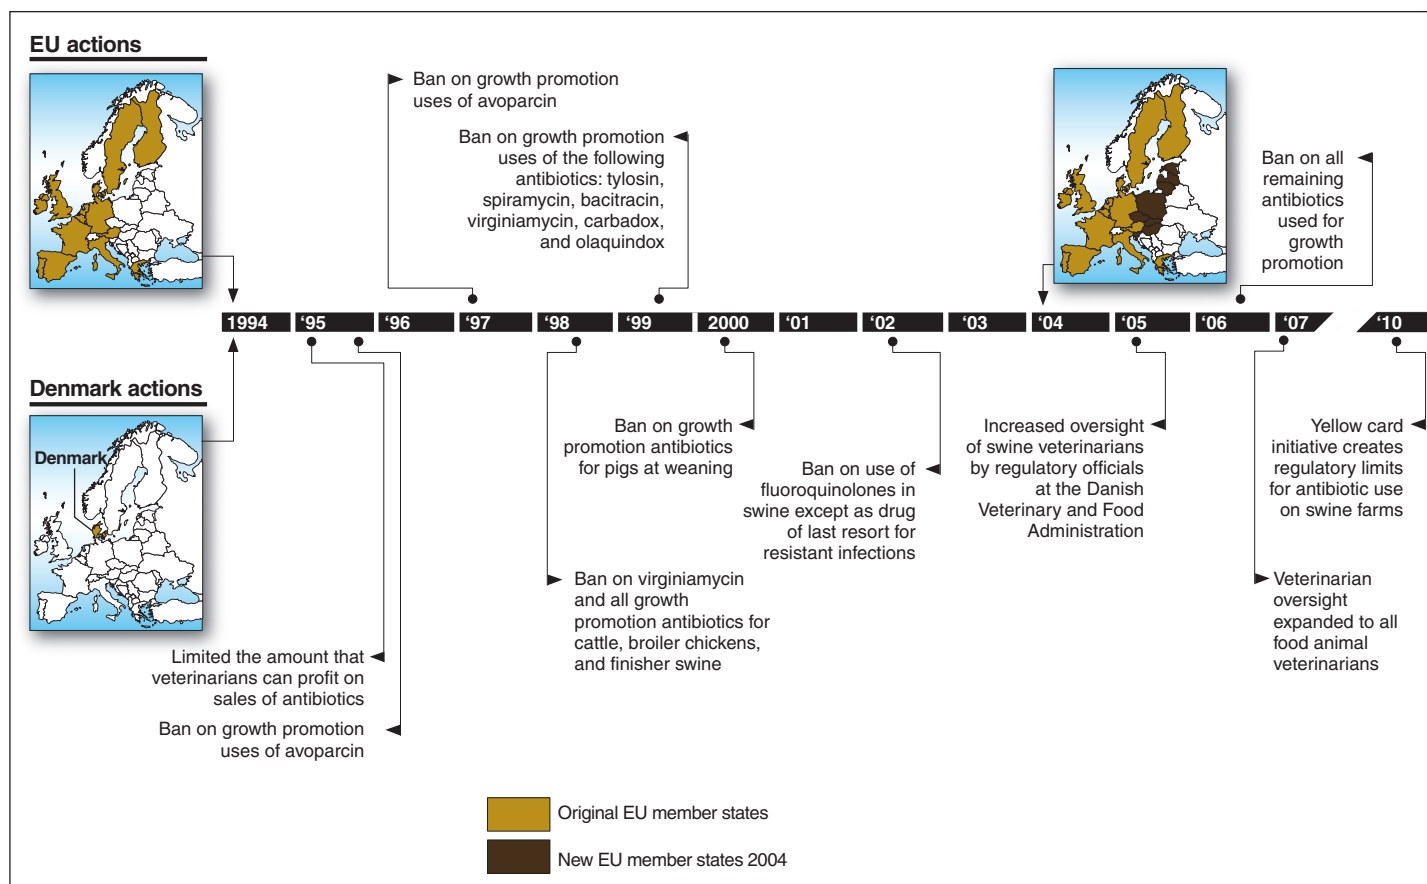 EU actions
Ban on growth promotion
uses of avoparcin
Ban on growth promotion
uses of the following
antibiotics: tylosin,
spiramycin, bacitracin,
virginiamycin, carbadox,
and olaquindox
Ban on all
remaining
antibiotics
used for
growth
promotion
1994 ‘95 ‘96 ‘97 ‘98 ‘99 2000 ‘01 ‘02 ‘03 ‘04 ‘05 ‘06 ‘07 ‘10
Denmark actions
Denmark
Limited the amount that
veterinarians can profit on
sales of antibiotics
Ban on growth promotion
uses of avoparcin
Ban on virginiamycin
and all growth
promotion antibiotics for
cattle, broiler chickens,
and finisher swine
Ban on growth
promotion antibiotics
for pigs at weaning
Ban on use of
fluoroquinolones in
swine except as drug
of last resort for
resistant infections
Increased oversight
of swine veterinarians
by regulatory officials
at the Danish
Veterinary and Food
Administration
Veterinarian
oversight
expanded to all
food animal
veterinarians
Yellow card
initiative creates
regulatory limits
for antibiotic use
on swine farms
Original EU member states
New EU member states 2004